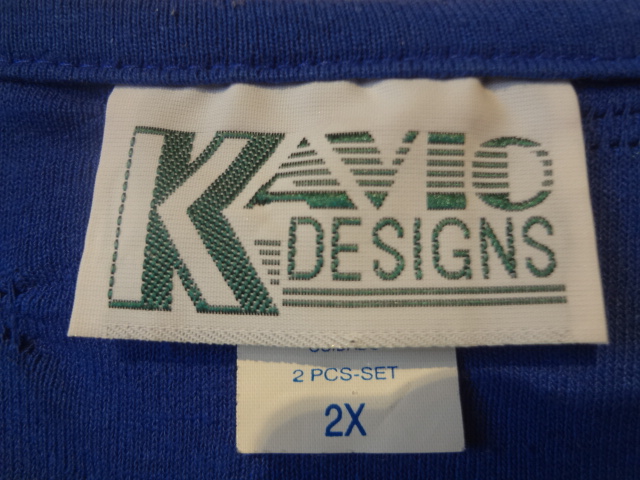 KAVIO
DESIGNS
2 PCS-SET
2X